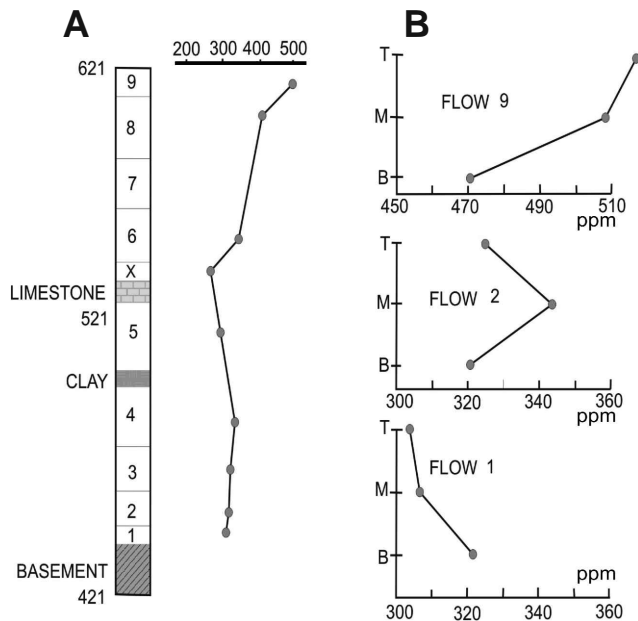 A
200 300 400 500
621
9
8
7
6
X
LIMESTONE
521
5
CLAY
4
3
2
1
BASEMENT
421
B
T
FLOW 9
M
B
450 470 490 510
ppm
T
FLOW 2
M
B
300 320 340 360
ppm
T
FLOW 1
M
B
ppm
300 320 340 360